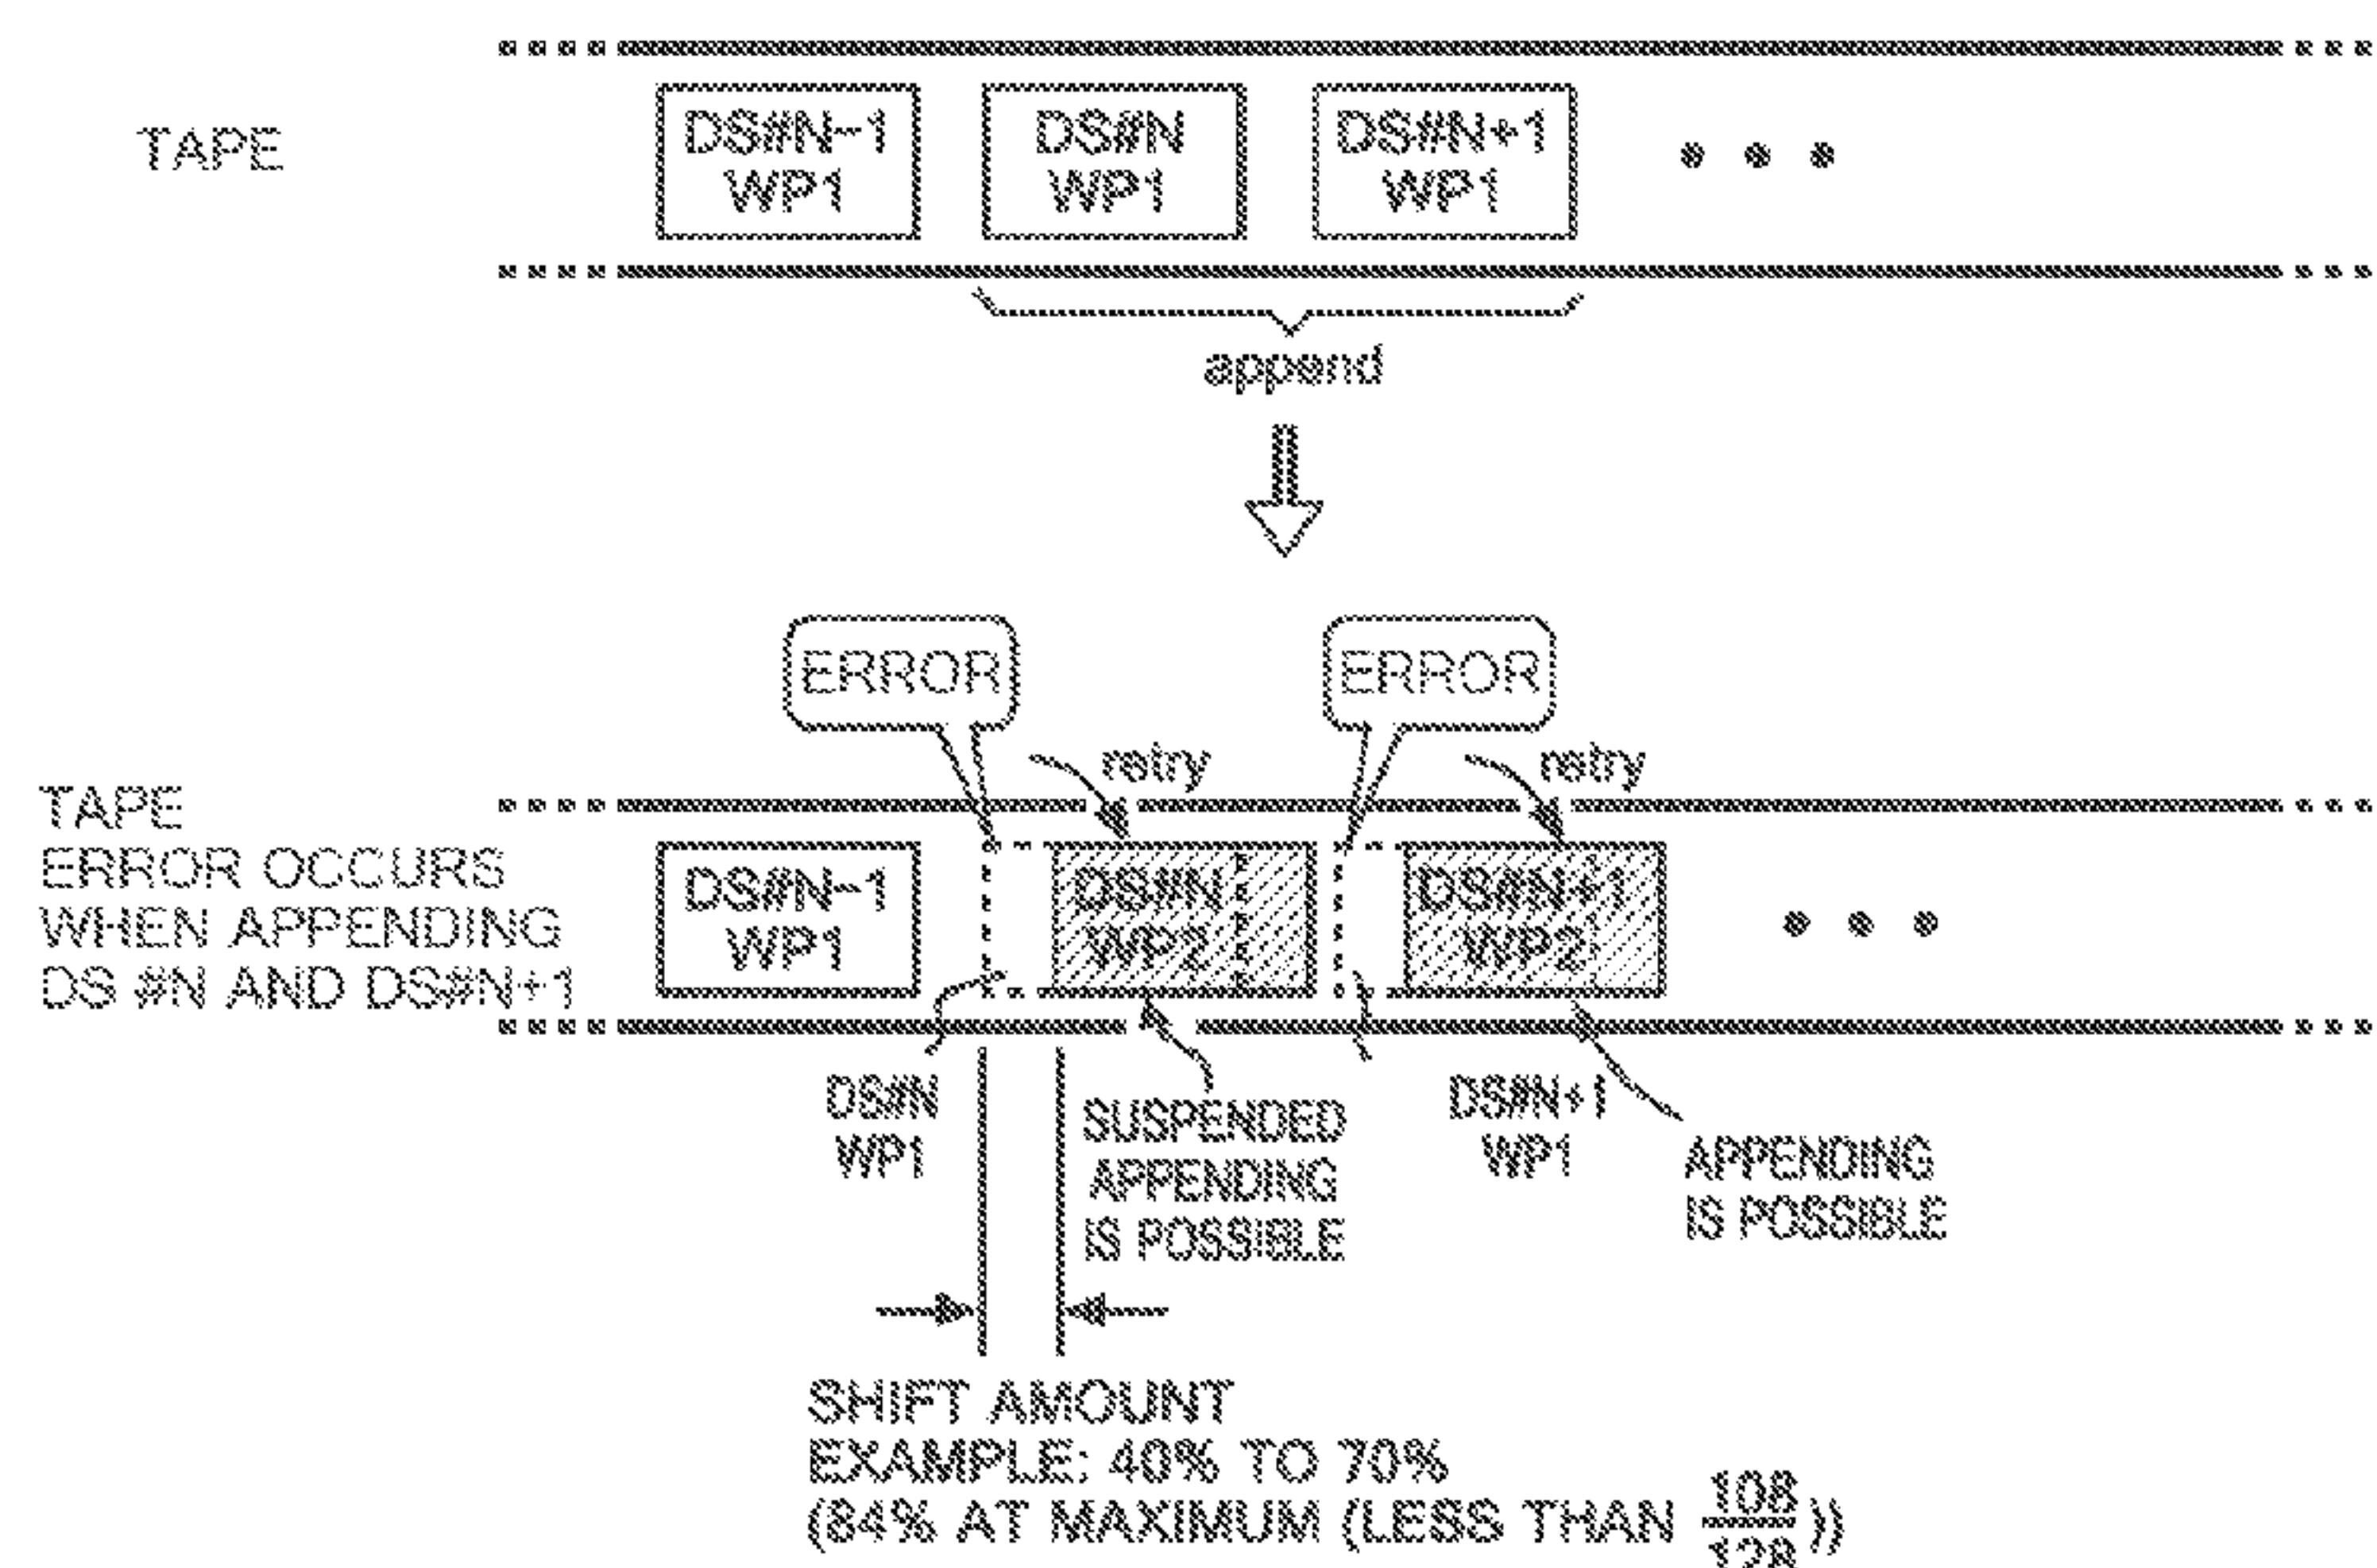 TAPE
DS#N-1
WP1
DS#N
WP1
DS#N+1
WP1
append
ERROR
ERROR
retry
retry
TAPE
ERROR OCCURS
WHEN APPENDING
DS #N AND DS#N+1
DS#N-1
WP1
DS#N
WP2
DS#N+1
WP2
DS#N
WP1
SUSPENDED
APPENDING
IS POSSIBLE
DS#N+1
WP1
APPENDING
IS POSSIBLE
SHIFT AMOUNT
EXAMPLE: 40% TO 70%
(84% AT MAXIMUM (LESS THAN 108/128))